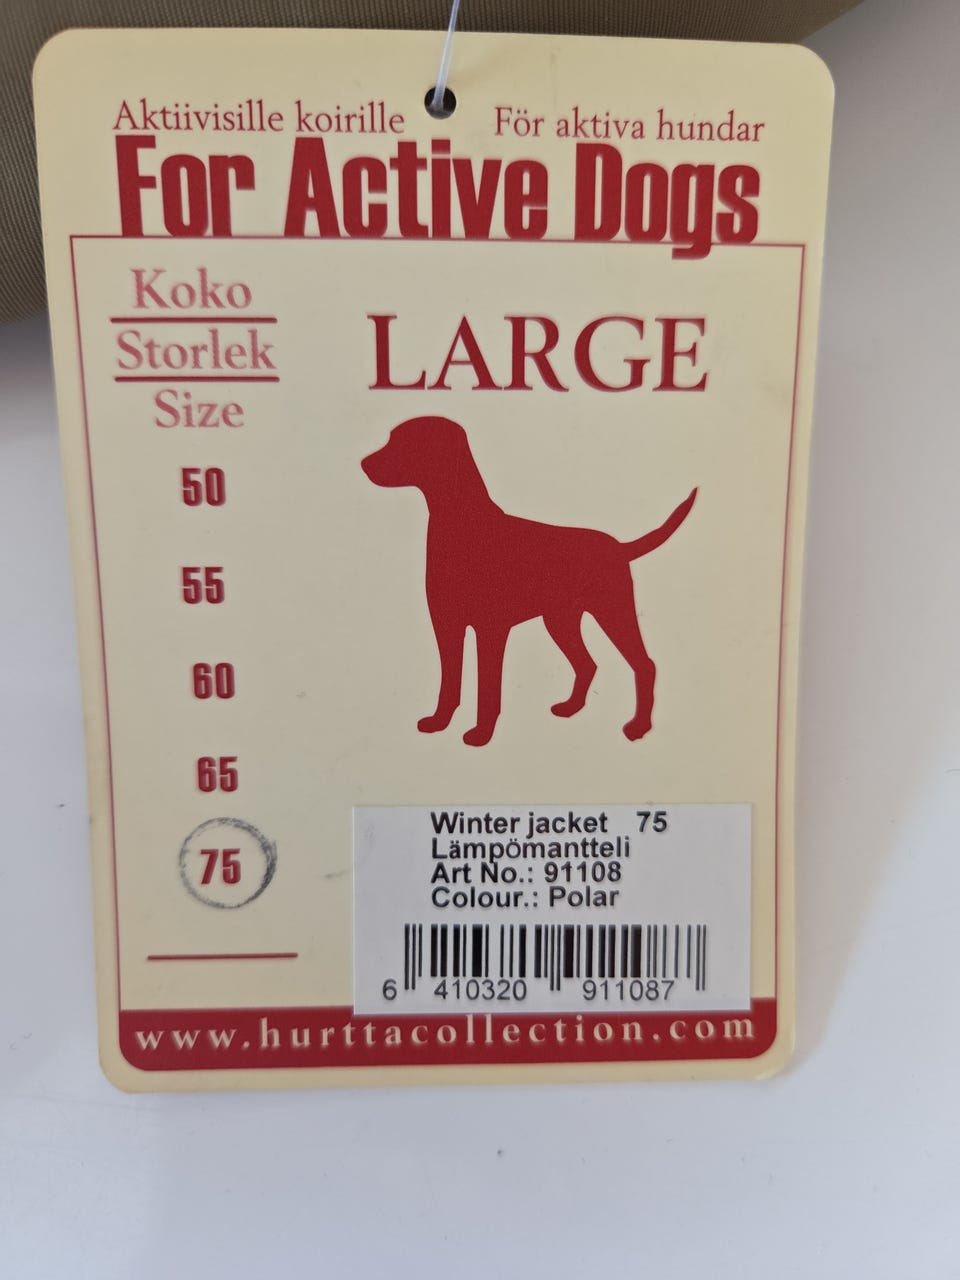 Aktiivisille koirille För aktiva hundar
For Active Dogs
Koko
Storlek
Size
LARGE
50
55
60
65
75
Winter jacket 75
Lämpömantteli
Art No.: 91108
Colour.: Polar
6 410320 911087
www.hurttacollection.com